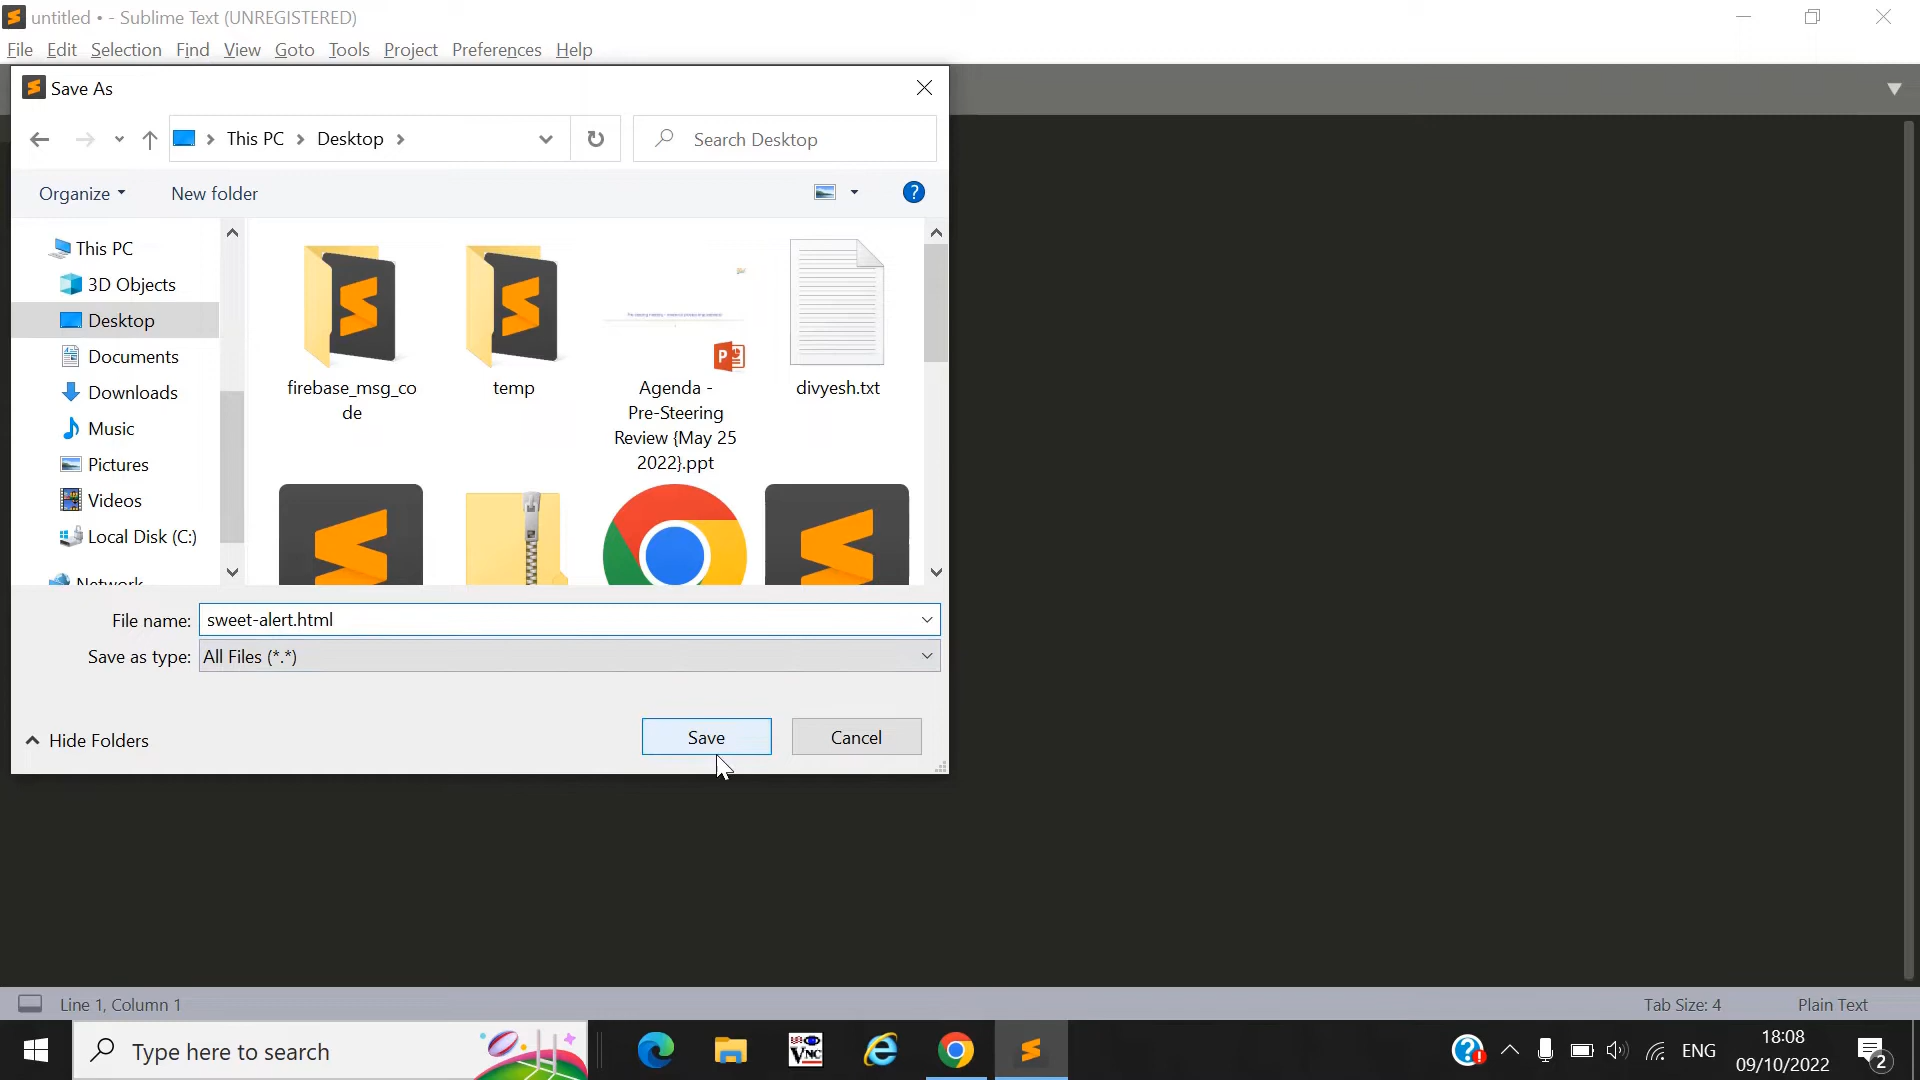 untitled • - Sublime Text (UNREGISTERED)
File Edit Selection Find View Goto Tools Project Preferences Help
Save As
This PC > Desktop >
Search Desktop
Organize
New folder
This PC
3D Objects
Desktop
Documents
Downloads
Music
Pictures
Videos
Local Disk (C:)
Network
firebase_msg_co
de
temp
Agenda -
Pre-Steering
Review {May 25
2022}.ppt
divyesh.txt
File name: sweet-alert.html
Save as type: All Files (*.*)
Hide Folders
Save
Cancel
Line 1, Column 1
Tab Size: 4
Plain Text
Type here to search
VNC
ENG
18:08
09/10/2022
2